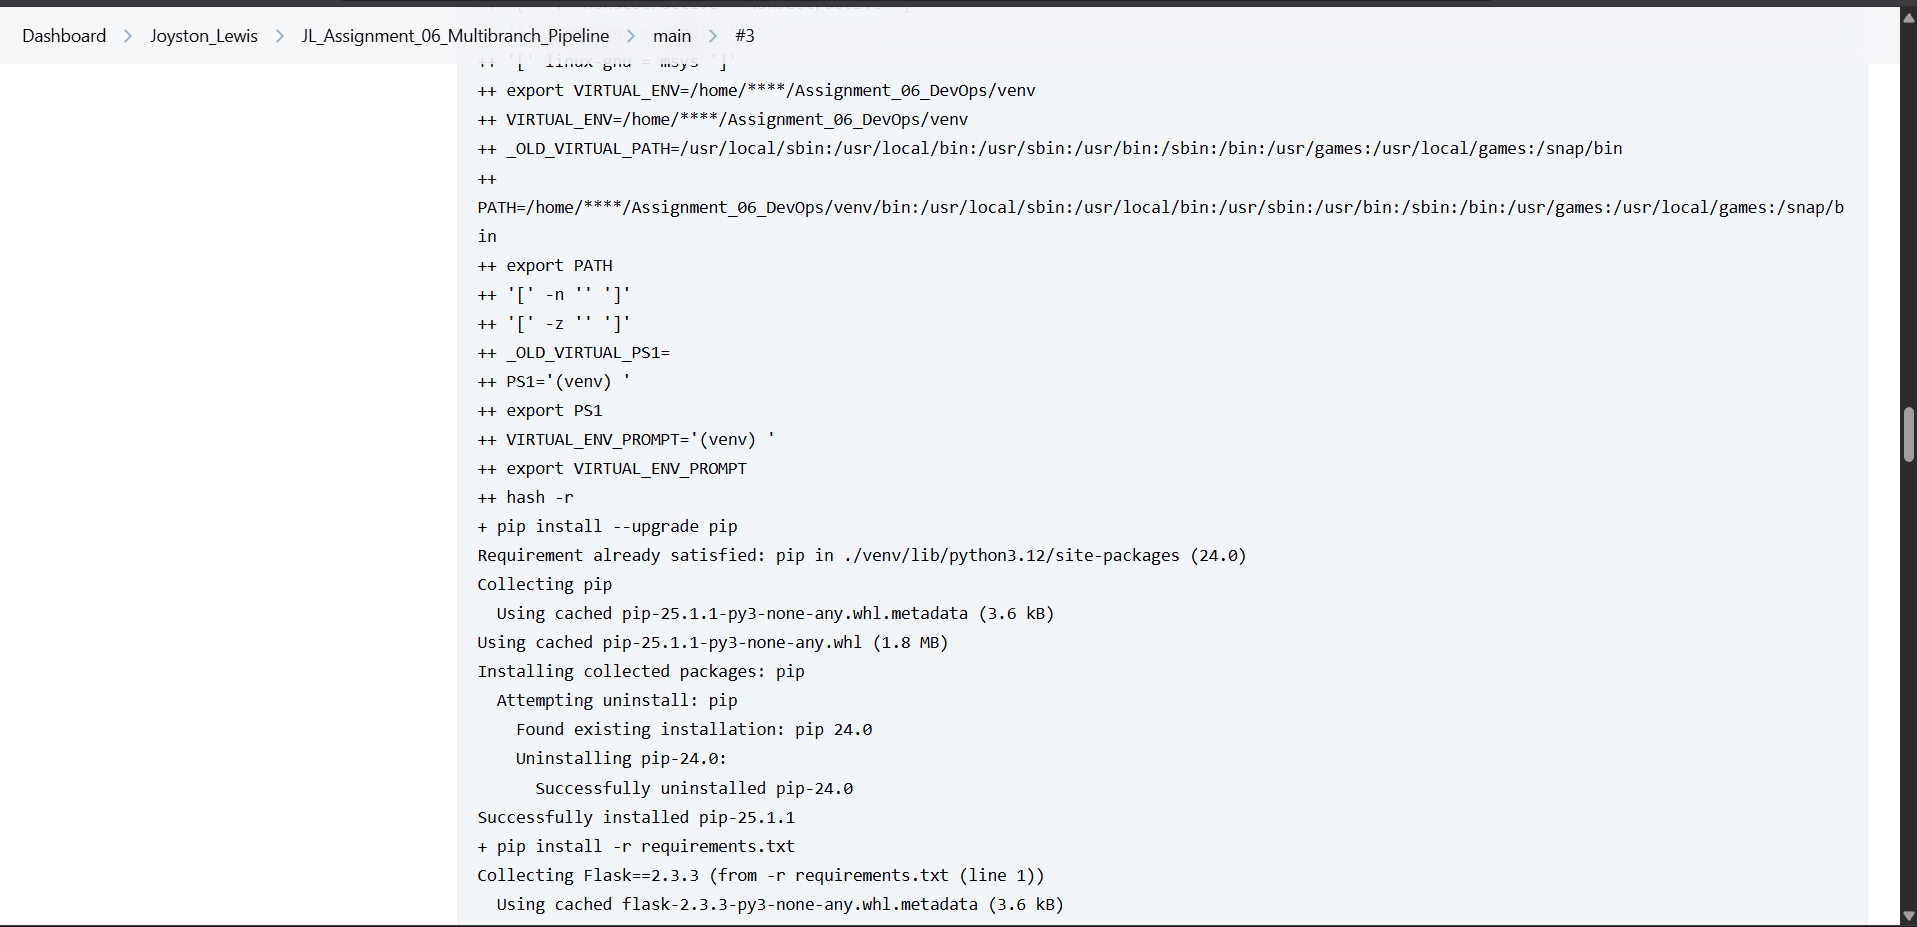 Dashboard > Joyston_Lewis > JL_Assignment_06_Multibranch_Pipeline > main > #3
++ '[' linux-gnu = msys ']'
++ export VIRTUAL_ENV=/home/****/Assignment_06_DevOps/venv
++ VIRTUAL_ENV=/home/****/Assignment_06_DevOps/venv
++ _OLD_VIRTUAL_PATH=/usr/local/sbin:/usr/local/bin:/usr/sbin:/usr/bin:/sbin:/bin:/usr/games:/usr/local/games:/snap/bin
++
PATH=/home/****/Assignment_06_DevOps/venv/bin:/usr/local/sbin:/usr/local/bin:/usr/sbin:/usr/bin:/sbin:/bin:/usr/games:/usr/local/games:/snap/b
in
++ export PATH
++ '[' -n '' ']'
++ '[' -z '' ']'
++ _OLD_VIRTUAL_PS1=
++ PS1='(venv) '
++ export PS1
++ VIRTUAL_ENV_PROMPT='(venv) '
++ export VIRTUAL_ENV_PROMPT
++ hash -r
+ pip install --upgrade pip
Requirement already satisfied: pip in ./venv/lib/python3.12/site-packages (24.0)
Collecting pip
  Using cached pip-25.1.1-py3-none-any.whl.metadata (3.6 kB)
Using cached pip-25.1.1-py3-none-any.whl (1.8 MB)
Installing collected packages: pip
  Attempting uninstall: pip
    Found existing installation: pip 24.0
    Uninstalling pip-24.0:
      Successfully uninstalled pip-24.0
Successfully installed pip-25.1.1
+ pip install -r requirements.txt
Collecting Flask==2.3.3 (from -r requirements.txt (line 1))
  Using cached flask-2.3.3-py3-none-any.whl.metadata (3.6 kB)